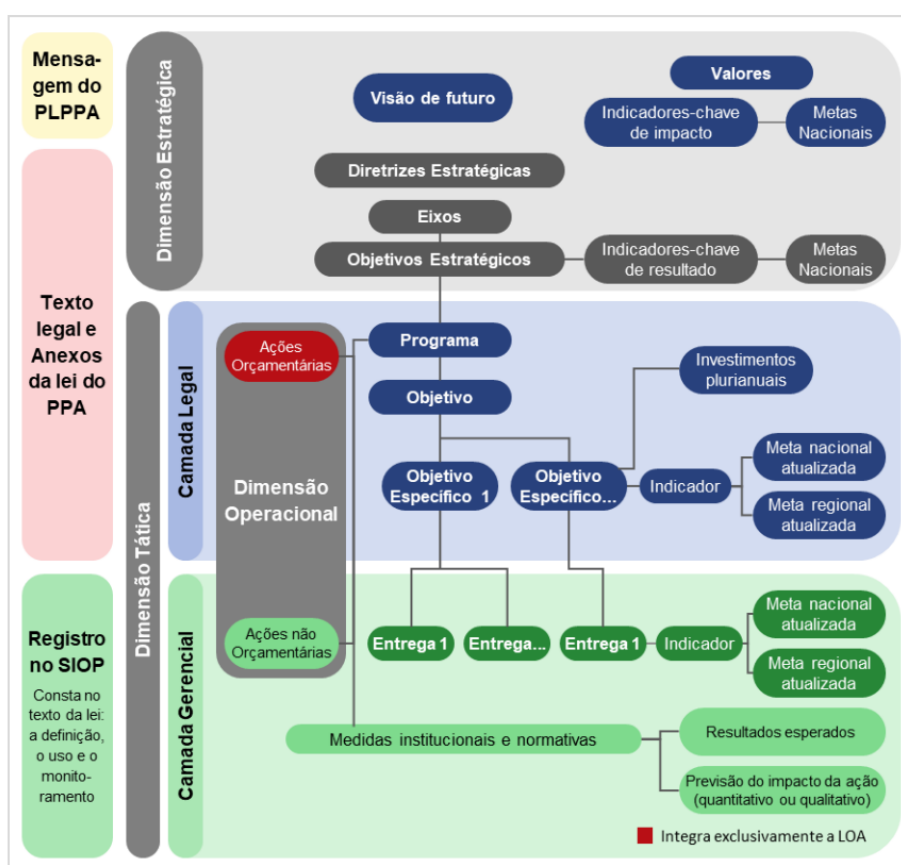 Mensa-
gem do
PLPPA
Dimensão Estratégica
Visão de futuro
Valores
Indicadores-chave
de impacto
Metas
Nacionais
Diretrizes Estratégicas
Eixos
Objetivos Estratégicos
Indicadores-chave
de resultado
Metas
Nacionais
Texto
legal e
Anexos
da lei do
PPA
Dimensão Tática
Camada Legal
Ações
Orçamentárias
Dimensão
Operacional
Programa
Objetivo
Investimentos
plurianuais
Objetivo
Específico 1
Objetivo
Específico...
Indicador
Meta nacional
atualizada
Meta regional
atualizada
Registro
no SIOP
Consta no
texto da lei:
a definição,
o uso e o
monito-
ramento
Camada Gerencial
Ações não
Orçamentárias
Entrega 1
Entrega...
Entrega 1
Indicador
Meta nacional
atualizada
Meta regional
atualizada
Medidas institucionais e normativas
Resultados esperados
Previsão do impacto da ação
(quantitativo ou qualitativo)
Integra exclusivamente a LOA